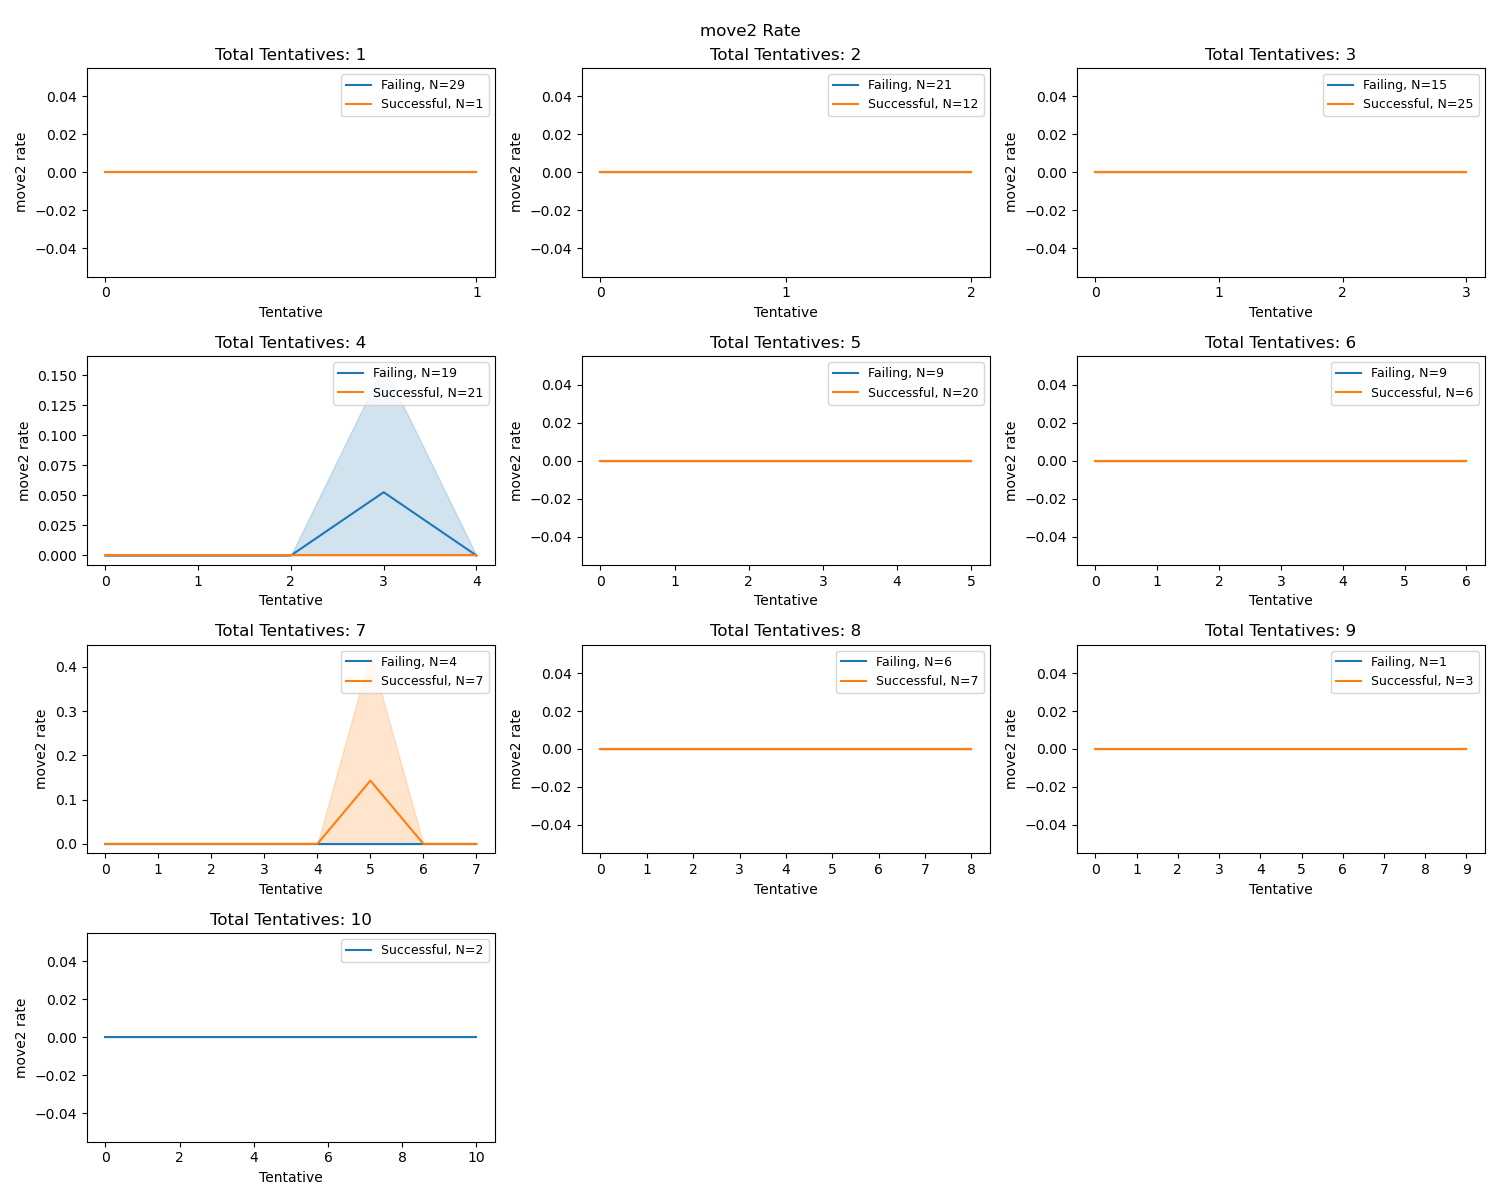 move2 Rate
Total Tentatives: 1
Failing, N=29
Successful, N=1
0.04
0.02
0.00
−0.02
−0.04
move2 rate
0 1
Tentative
Total Tentatives: 2
Failing, N=21
Successful, N=12
0.04
0.02
0.00
−0.02
−0.04
move2 rate
0 1 2
Tentative
Total Tentatives: 3
Failing, N=15
Successful, N=25
0.04
0.02
0.00
−0.02
−0.04
move2 rate
0 1 2 3
Tentative
Total Tentatives: 4
Failing, N=19
Successful, N=21
0.150
0.125
0.100
0.075
0.050
0.025
0.000
move2 rate
0 1 2 3 4
Tentative
Total Tentatives: 5
Failing, N=9
Successful, N=20
0.04
0.02
0.00
−0.02
−0.04
move2 rate
0 1 2 3 4 5
Tentative
Total Tentatives: 6
Failing, N=9
Successful, N=6
0.04
0.02
0.00
−0.02
−0.04
move2 rate
0 1 2 3 4 5 6
Tentative
Total Tentatives: 7
Failing, N=4
Successful, N=7
0.4
0.3
0.2
0.1
0.0
move2 rate
0 1 2 3 4 5 6 7
Tentative
Total Tentatives: 8
Failing, N=6
Successful, N=7
0.04
0.02
0.00
−0.02
−0.04
move2 rate
0 1 2 3 4 5 6 7 8
Tentative
Total Tentatives: 9
Failing, N=1
Successful, N=3
0.04
0.02
0.00
−0.02
−0.04
move2 rate
0 1 2 3 4 5 6 7 8 9
Tentative
Total Tentatives: 10
Successful, N=2
0.04
0.02
0.00
−0.02
−0.04
move2 rate
0 2 4 6 8 10
Tentative